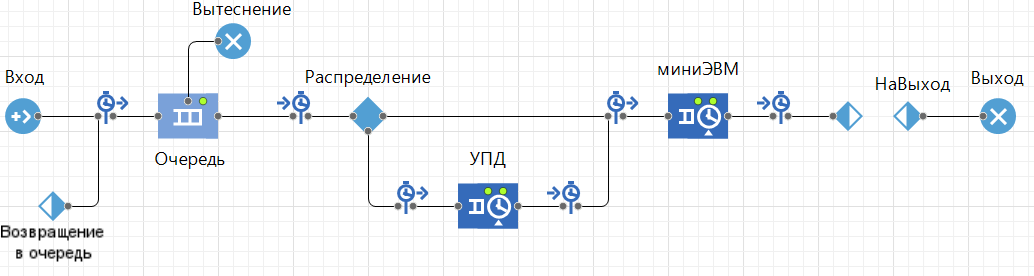 Вытеснение
Вход
Распределение
миниЭВМ
НаВыход
Выход
Очередь
УПД
Возвращение
в очередь